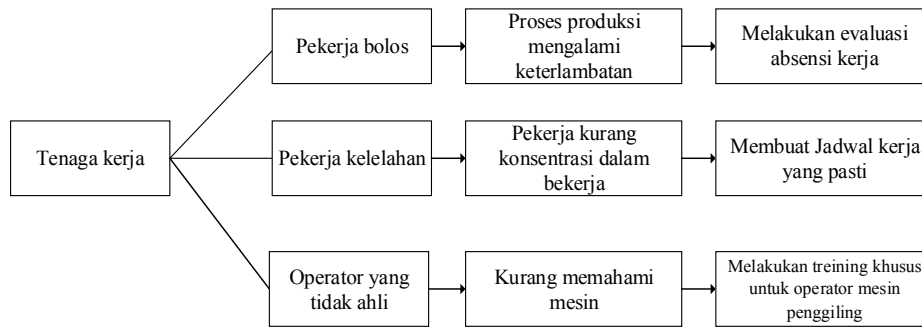 Pekerja bolos
Proses produksi
mengalami
keterlambatan
Melakukan evaluasi
absensi kerja
Tenaga kerja
Pekerja kelelahan
Pekerja kurang
konsentrasi dalam
bekerja
Membuat Jadwal kerja
yang pasti
Operator yang
tidak ahli
Kurang memahami
mesin
Melakukan treining khusus
untuk operator mesin
penggiling